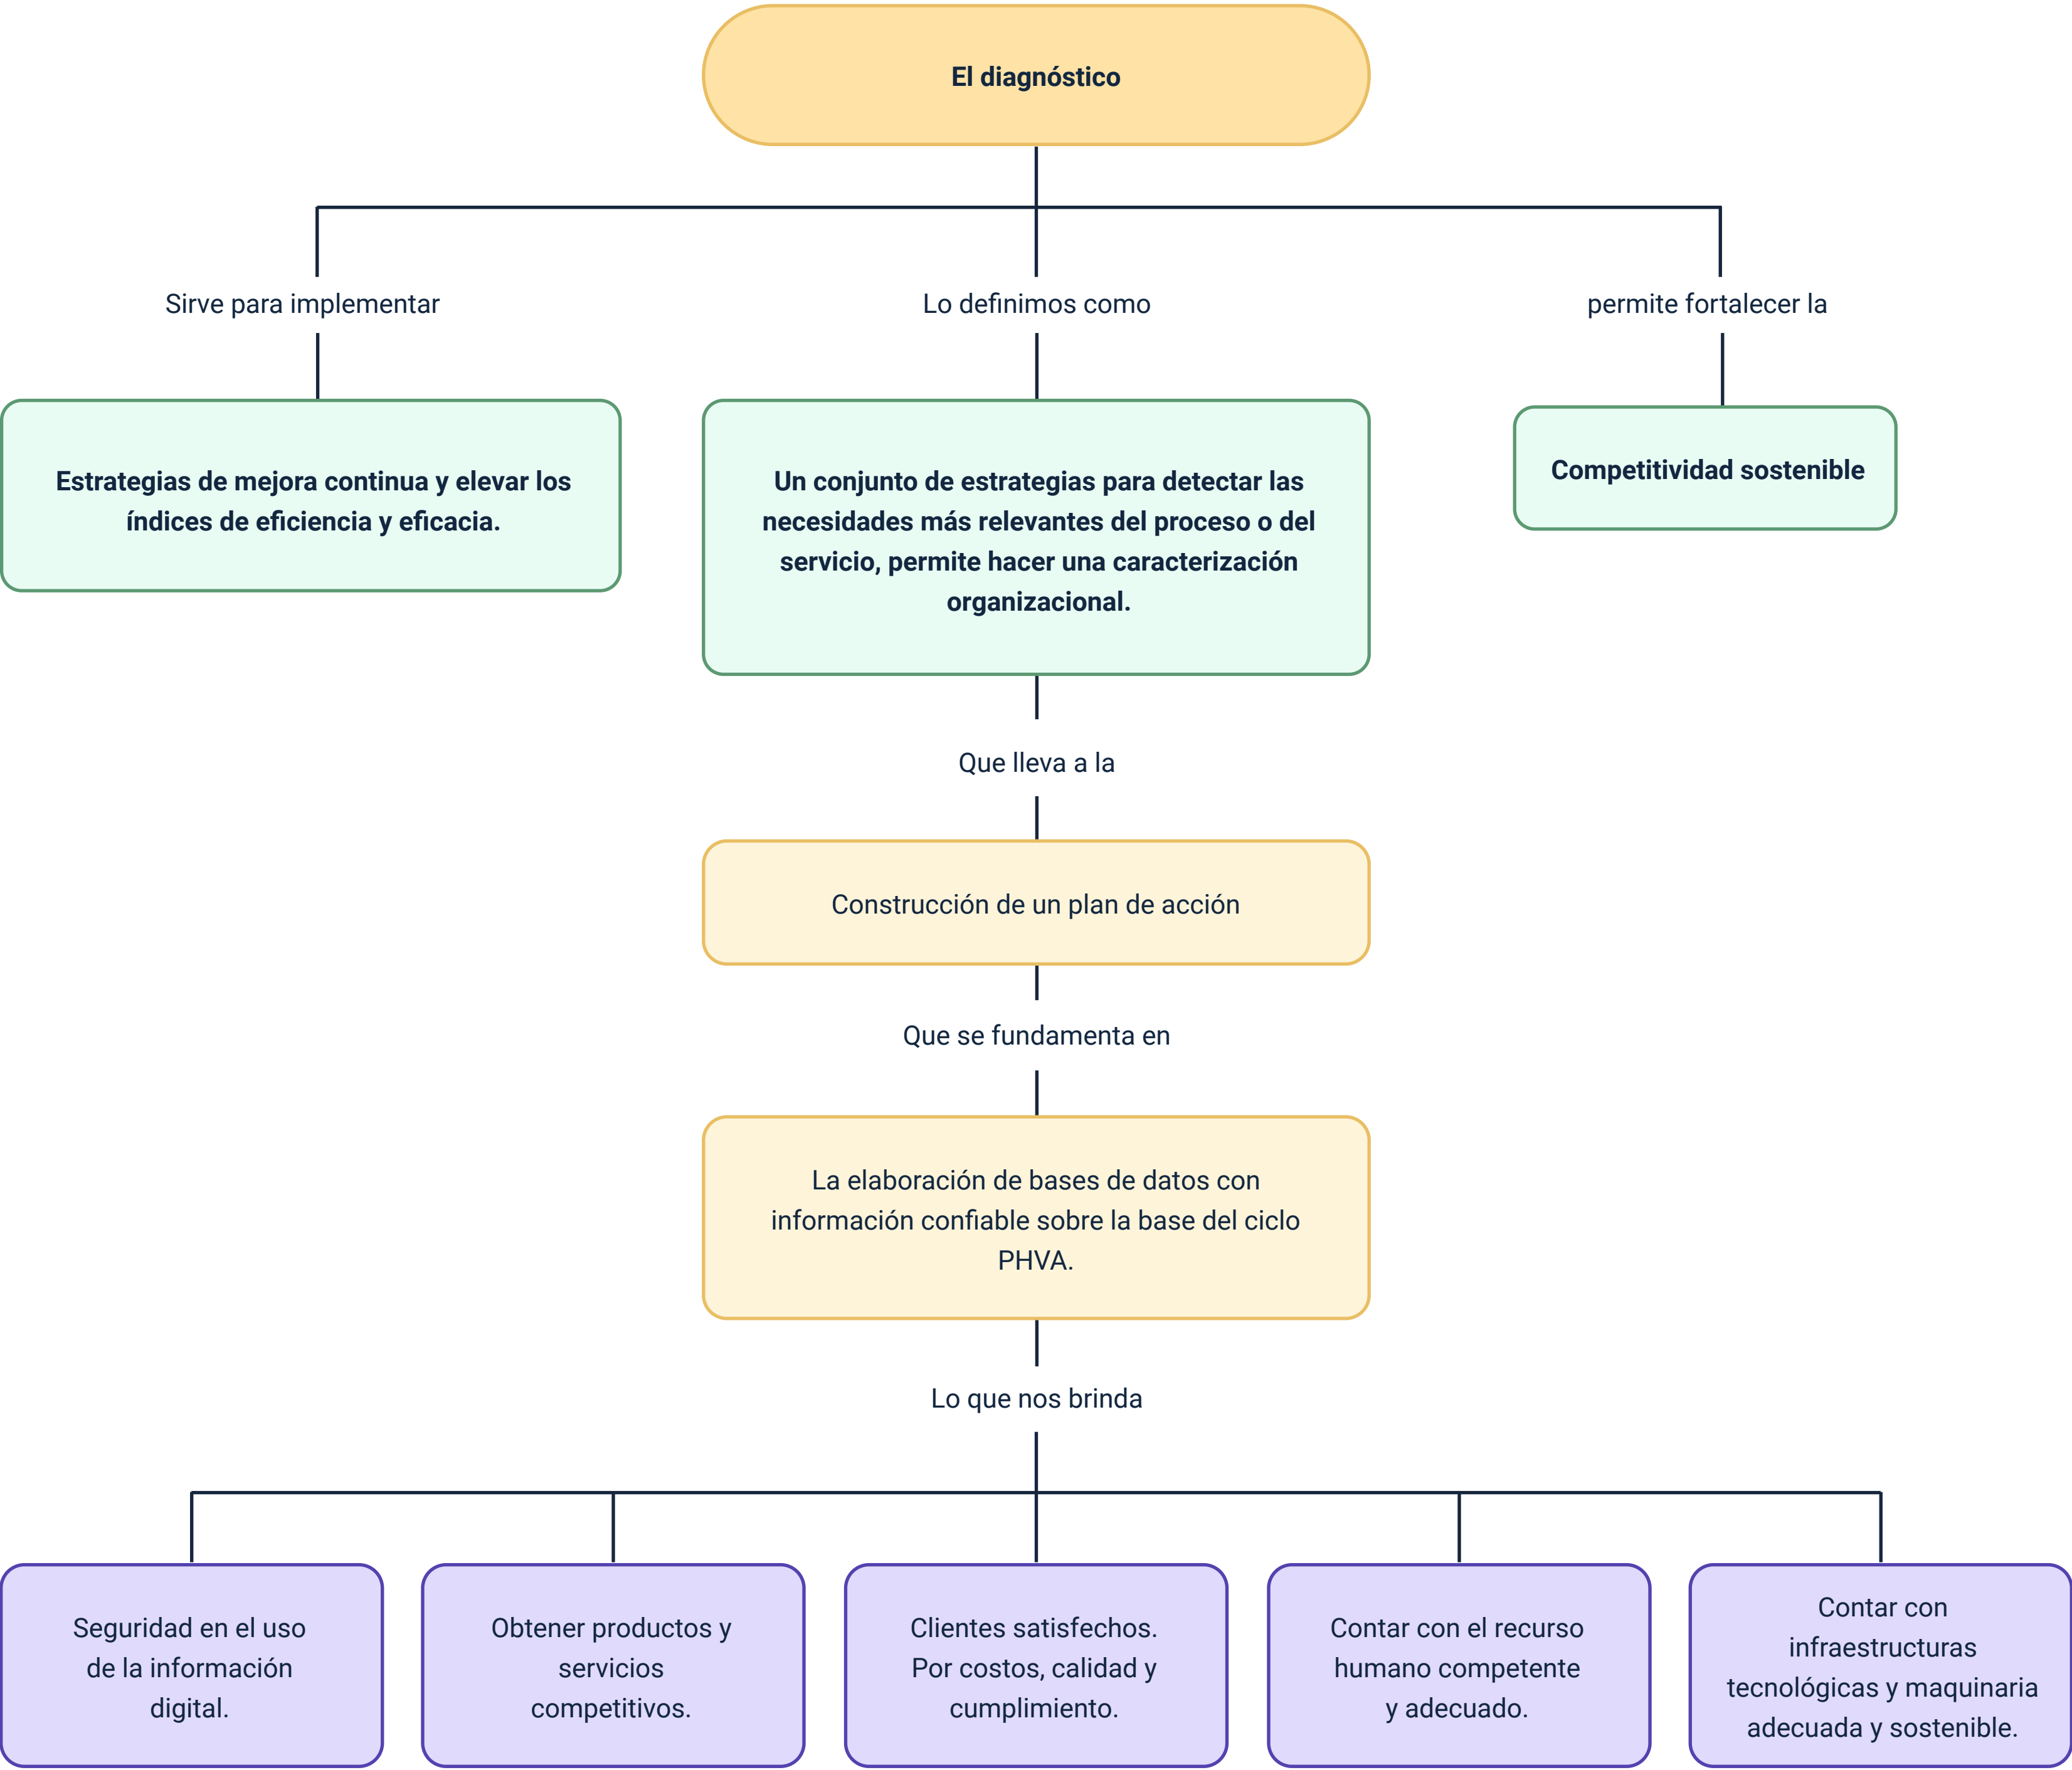 El diagnóstico
Sirve para implementar
Lo definimos como
permite fortalecer la
Estrategias de mejora continua y elevar los
índices de eficiencia y eficacia.
Un conjunto de estrategias para detectar las
necesidades más relevantes del proceso o del
servicio, permite hacer una caracterización
organizacional.
Competitividad sostenible
Que lleva a la
Construcción de un plan de acción
Que se fundamenta en
La elaboración de bases de datos con
información confiable sobre la base del ciclo
PHVA.
Lo que nos brinda
Seguridad en el uso
de la información
digital.
Obtener productos y
servicios
competitivos.
Clientes satisfechos.
Por costos, calidad y
cumplimiento.
Contar con el recurso
humano competente
y adecuado.
Contar con
infraestructuras
tecnológicas y maquinaria
adecuada y sostenible.